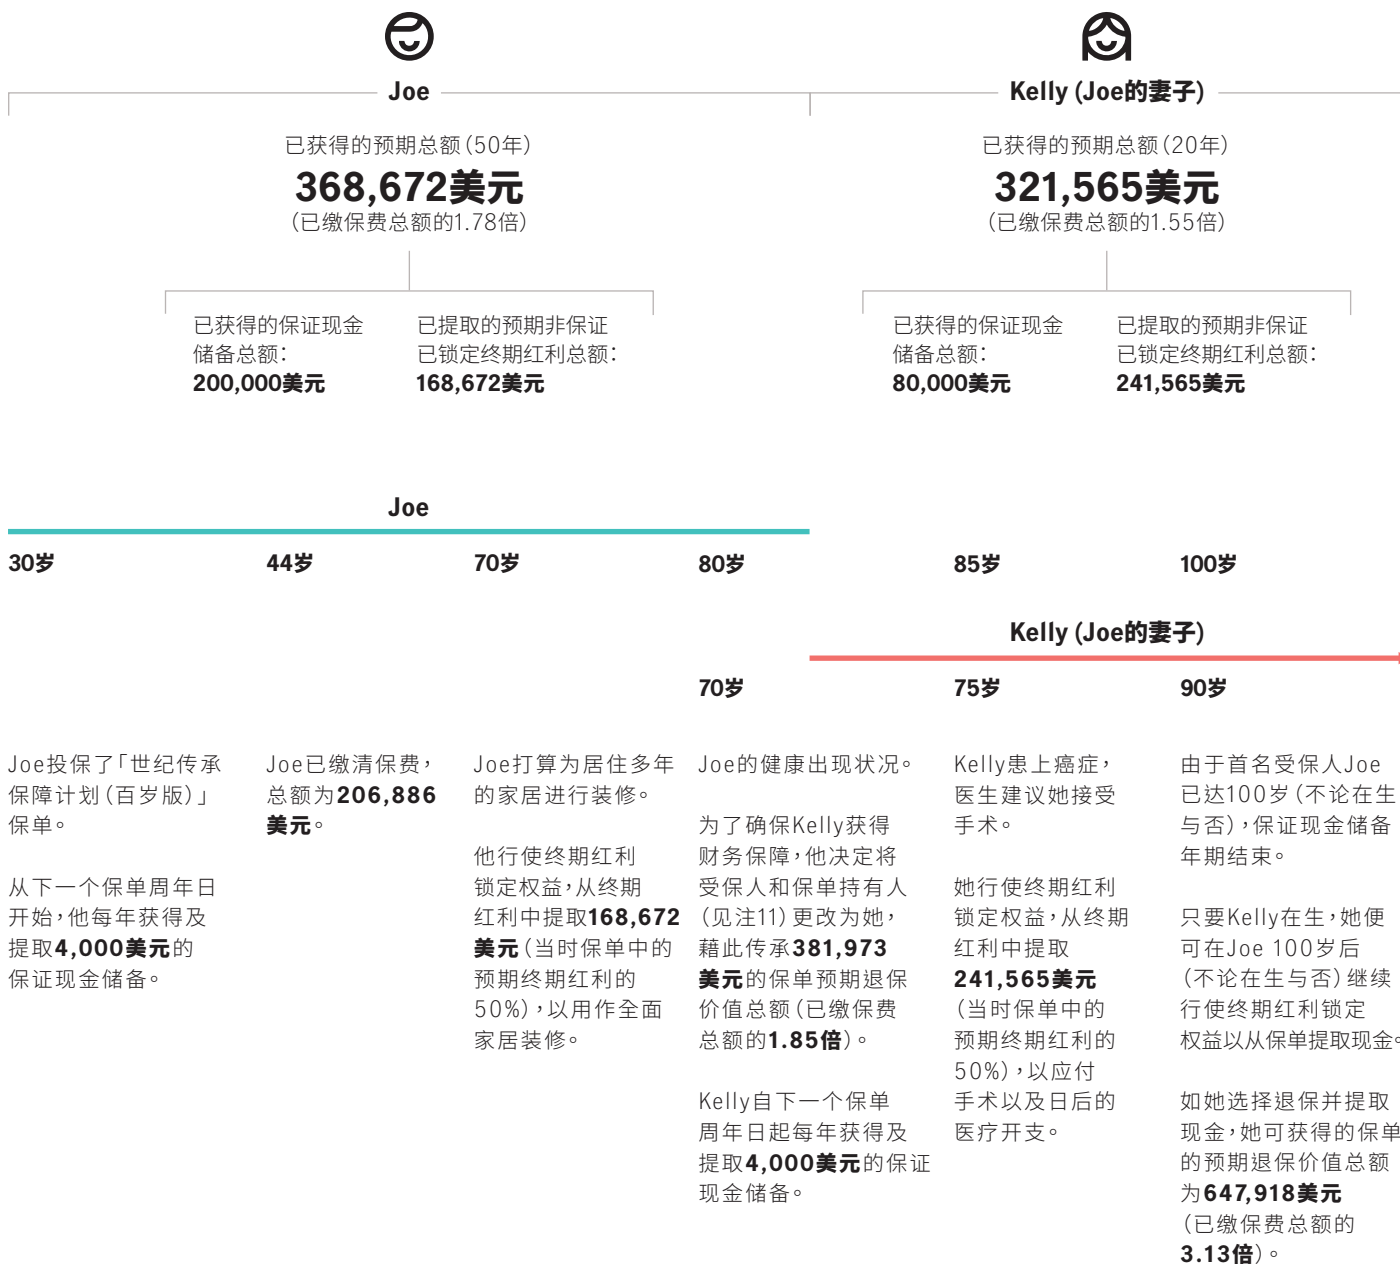 Joe
已获得的预期总额（50年）
368,672美元
（已缴保费总额的1.78倍）
已获得的保证现金
储备总额：
200,000美元
已提取的预期非保证
已锁定终期红利总额：
168,672美元
Kelly (Joe的妻子)
已获得的预期总额（20年）
321,565美元
（已缴保费总额的1.55倍）
已获得的保证现金
储备总额：
80,000美元
已提取的预期非保证
已锁定终期红利总额：
241,565美元
Joe
30岁 44岁 70岁 80岁 85岁 100岁
Kelly (Joe的妻子)
70岁 75岁 90岁
Joe投保了「世纪传承
保障计划（百岁版）」
保单。
从下一个保单周年日
开始，他每年获得及
提取4,000美元的
保证现金储备。
Joe已缴清保费，
总额为206,886
美元。
Joe打算为居住多年
的家居进行装修。
他行使终期红利
锁定权益，从终期
红利中提取168,672
美元（当时保单中的
预期终期红利的
50%），以用作全面
家居装修。
Joe的健康出现状况。
为了确保Kelly获得
财务保障，他决定将
受保人和保单持有人
（见注11）更改为她，
藉此传承381,973
美元的保单预期退保
价值总额（已缴保费
总额的1.85倍）。
Kelly自下一个保单
周年日起每年获得及
提取4,000美元的保证
现金储备。
Kelly患上癌症，
医生建议她接受
手术。
她行使终期红利
锁定权益，从终期
红利中提取
241,565美元
（当时保单中的
预期终期红利的
50%），以应付
手术以及日后的
医疗开支。
由于首名受保人Joe
已达100岁（不论在生
与否），保证现金储备
年期结束。
只要Kelly在生，她便
可在Joe 100岁后
（不论在生与否）继续
行使终期红利锁定
权益以从保单提取现金。
如她选择退保并提取
现金，她可获得的保单
的预期退保价值总额
为647,918美元
（已缴保费总额的
3.13倍）。